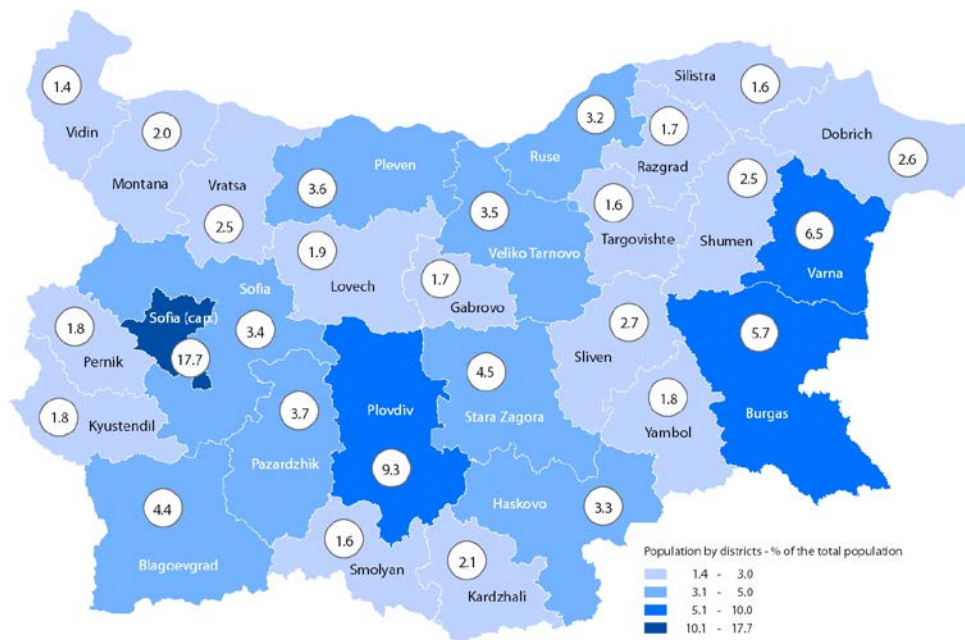 1.4
Vidin
2.0
Montana
Vratsa
2.5
3.6
Pleven
3.2
Ruse
Silistra
1.6
1.7
Razgrad
Dobrich
2.6
1.6
Targovishte
2.5
Shumen
6.5
Varna
3.5
Veliko Tarnovo
1.9
Lovech
1.7
Gabrovo
Sofia
3.4
Sofia (cap.)
17.7
1.8
Pernik
1.8
Kyustendil
4.4
Blagoevgrad
3.7
Pazardzhik
Plovdiv
9.3
4.5
Stara Zagora
2.7
Sliven
1.8
Yambol
5.7
Burgas
Haskovo
3.3
1.6
Smolyan
2.1
Kardzhali
Population by districts - % of the total population
1.4 - 3.0
3.1 - 5.0
5.1 - 10.0
10.1 - 17.7